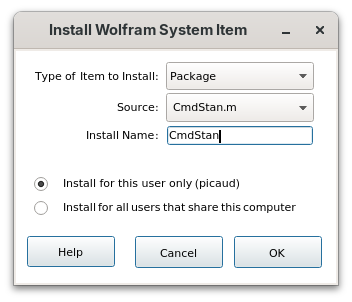 Install Wolfram System Item
Type of Item to Install: Package
Source: CmdStan.m
Install Name: CmdStan
Install for this user only (picaud)
Install for all users that share this computer
Help Cancel OK